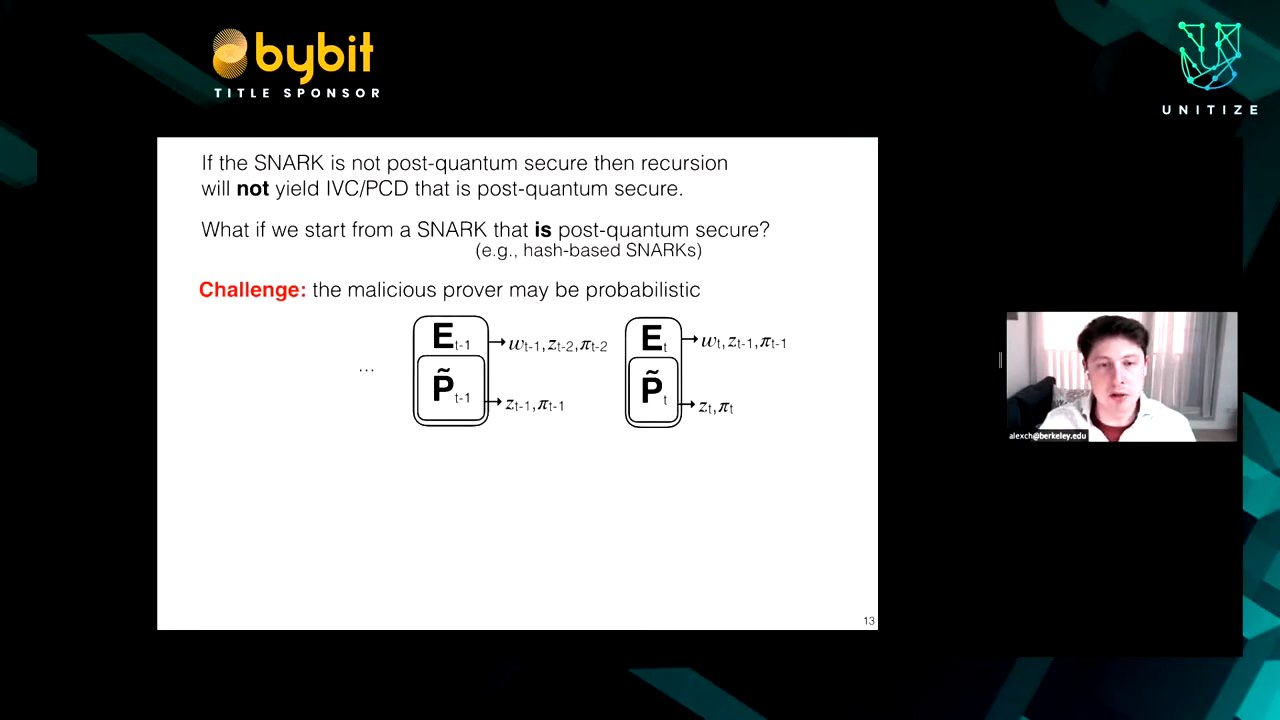 bybit
TITLE SPONSOR
UNITIZE
If the SNARK is not post-quantum secure then recursion
will not yield IVC/PCD that is post-quantum secure.
What if we start from a SNARK that is post-quantum secure?
(e.g., hash-based SNARKs)
Challenge: the malicious prover may be probabilistic
...
E t-1
w t-1, z t-2, π t-2
P̃ t-1
z t-1, π t-1
E t
w t, z t-1, π t-1
P̃ t
z t, π t
13
alexch@berkeley.edu